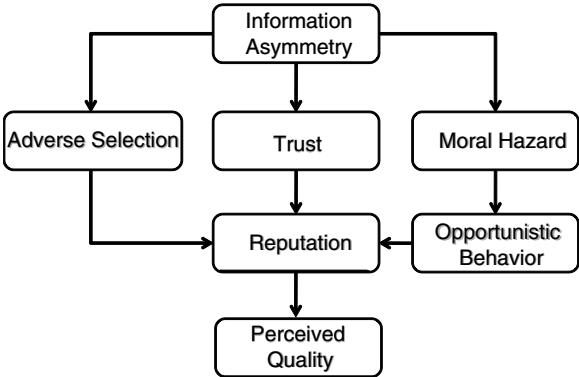 Information
Asymmetry
Adverse Selection
Trust
Moral Hazard
Reputation
Opportunistic
Behavior
Perceived
Quality